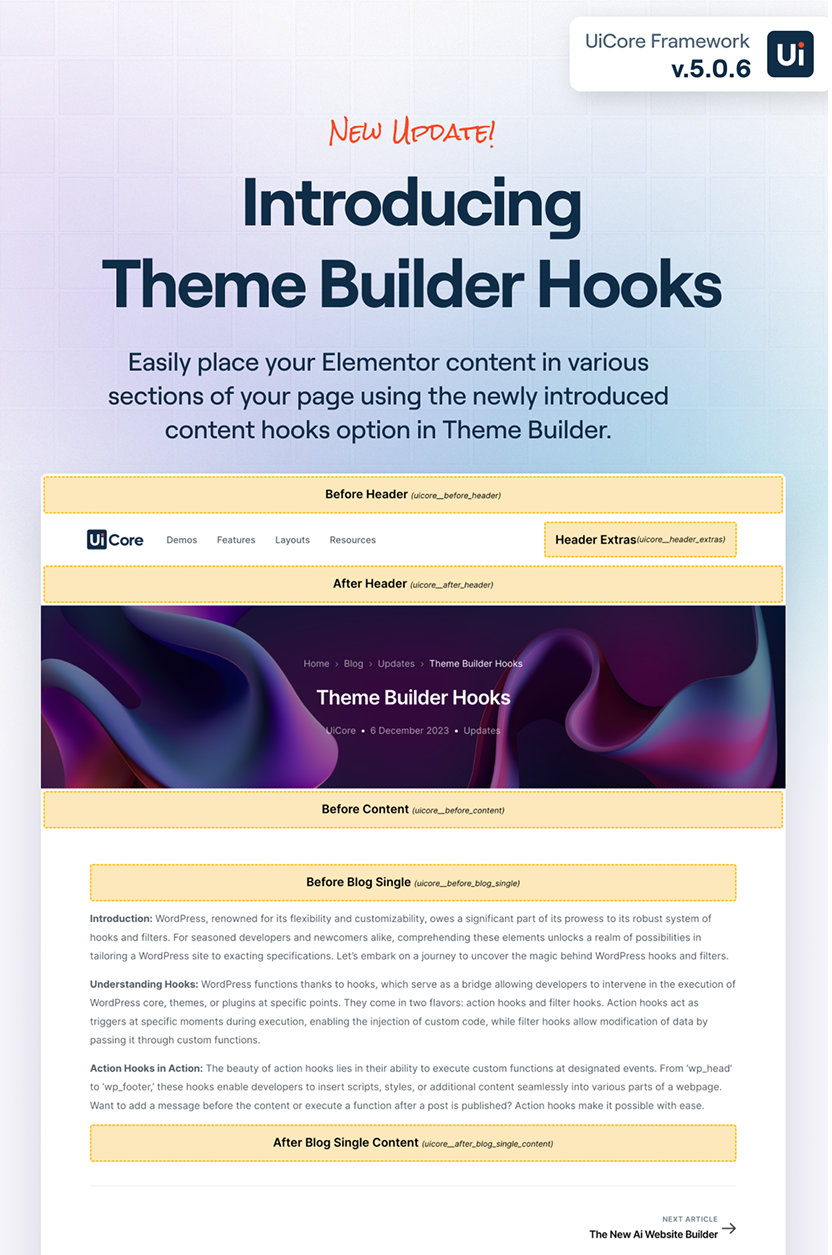 UiCore Framework
v.5.0.6
Ui
New Update!
Introducing
Theme Builder Hooks
Easily place your Elementor content in various
sections of your page using the newly introduced
content hooks option in Theme Builder.
Before Header (uicore__before_header)
UiCore Demos Features Layouts Resources Header Extras(uicore__header_extras)
After Header (uicore__after_header)
Home › Blog › Updates › Theme Builder Hooks
Theme Builder Hooks
UiCore • 6 December 2023 • Updates
Before Content (uicore__before_content)
Before Blog Single (uicore__before_blog_single)
Introduction: WordPress, renowned for its flexibility and customizability, owes a significant part of its prowess to its robust system of
hooks and filters. For seasoned developers and newcomers alike, comprehending these elements unlocks a realm of possibilities in
tailoring a WordPress site to exacting specifications. Let’s embark on a journey to uncover the magic behind WordPress hooks and filters.
Understanding Hooks: WordPress functions thanks to hooks, which serve as a bridge allowing developers to intervene in the execution of
WordPress core, themes, or plugins at specific points. They come in two flavors: action hooks and filter hooks. Action hooks act as
triggers at specific moments during execution, enabling the injection of custom code, while filter hooks allow modification of data by
passing it through custom functions.
Action Hooks in Action: The beauty of action hooks lies in their ability to execute custom functions at designated events. From ‘wp_head’
to ‘wp_footer,’ these hooks enable developers to insert scripts, styles, or additional content seamlessly into various parts of a webpage.
Want to add a message before the content or execute a function after a post is published? Action hooks make it possible with ease.
After Blog Single Content (uicore__after_blog_single_content)
NEXT ARTICLE
The New Ai Website Builder